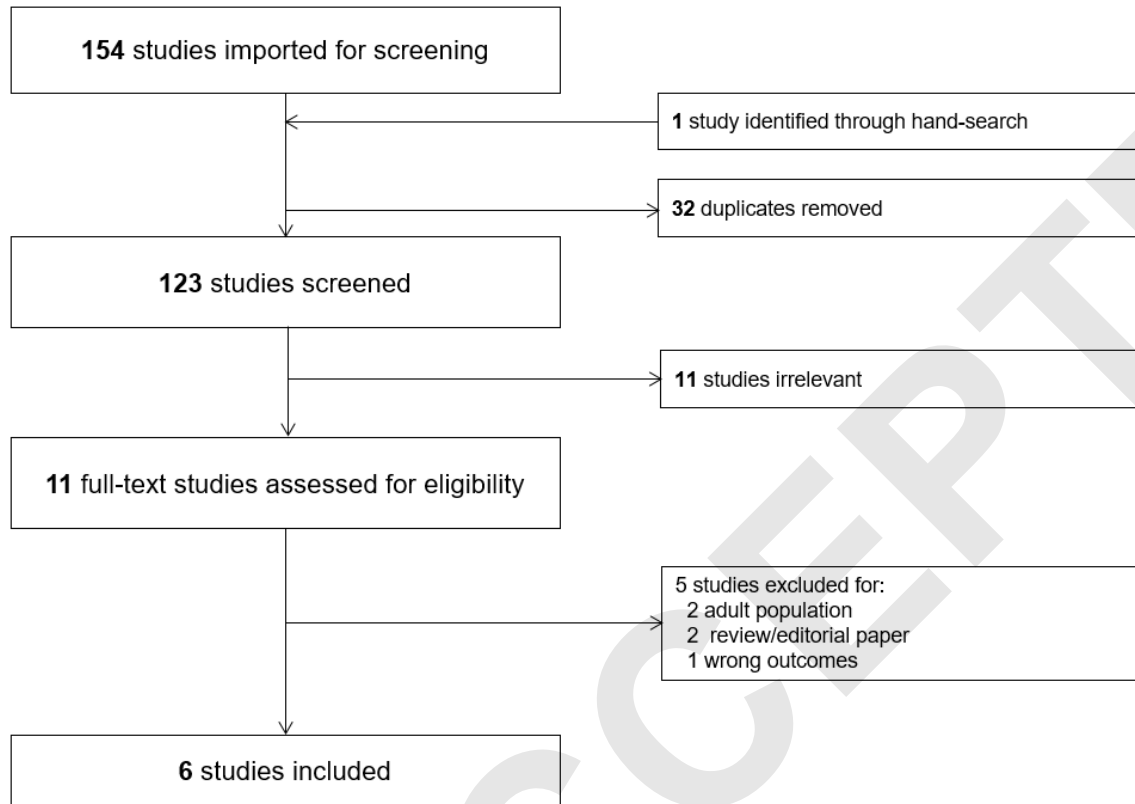 154 studies imported for screening
1 study identified through hand-search
32 duplicates removed
123 studies screened
11 studies irrelevant
11 full-text studies assessed for eligibility
5 studies excluded for:
2 adult population
2 review/editorial paper
1 wrong outcomes
6 studies included
CCEPT